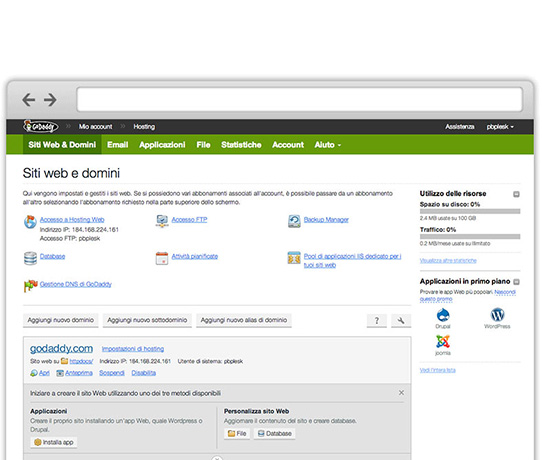 GoDaddy » Mio account » Hosting Assistenza pbplesk
Siti Web & Domini Email Applicazioni File Statistiche Account Aiuto
Siti web e domini
Qui vengono impostati e gestiti i siti web. Se si possiedono vari abbonamenti associati all'account, è possibile passare da un abbonamento
all'altro selezionando l'abbonamento richiesto nella parte superiore dello schermo.
Accesso a Hosting Web
Indirizzo IP: 184.168.224.161
Accesso FTP: pbplesk
Accesso FTP
Backup Manager
Database
Attività pianificate
Pool di applicazioni IIS dedicato per i
tuoi siti web
Gestione DNS di GoDaddy
Utilizzo delle risorse
Spazio su disco: 0%
2.4 MB usate su 100 GB
Traffico: 0%
0.2 MB/mese usate su Illimitato
Visualizza altre statistiche
Applicazioni in primo piano
Provare le app Web più popolari. Nascondi
questo promo
Drupal
WordPress
joomla
Vedi l'intera lista
Aggiungi nuovo dominio Aggiungi nuovo sottodominio Aggiungi nuovo alias di dominio ?
godaddy.com Impostazioni di hosting
Sito web su httpdocs/ Indirizzo IP: 184.168.224.161 Utente di sistema: pbplesk
Apri Anteprima Sospendi Disabilita
Iniziare a creare il sito Web utilizzando uno dei tre metodi disponibili
Applicazioni
Creare il proprio sito installando un'app Web, quale Wordpress o
Drupal.
Installa app
Personalizza sito Web
Aggiornare il contenuto del sito e creare database.
File Database